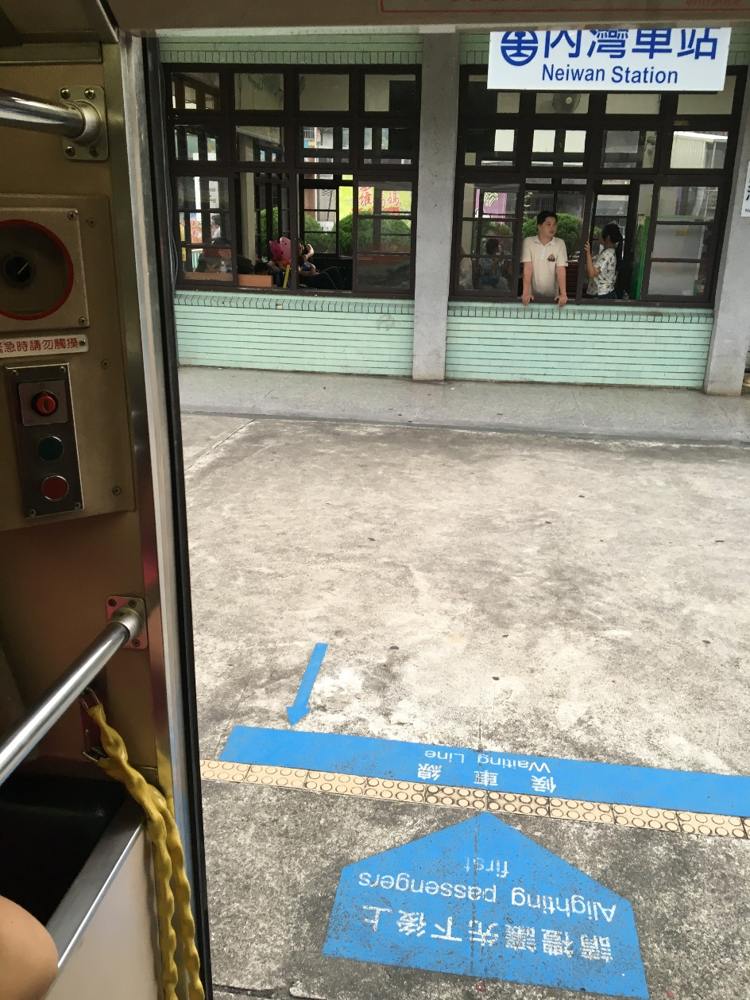 內灣車站
Neiwan Station
急時請勿觸摸
候車線
Waiting Line
請禮讓先下後上
Alighting passengers
first